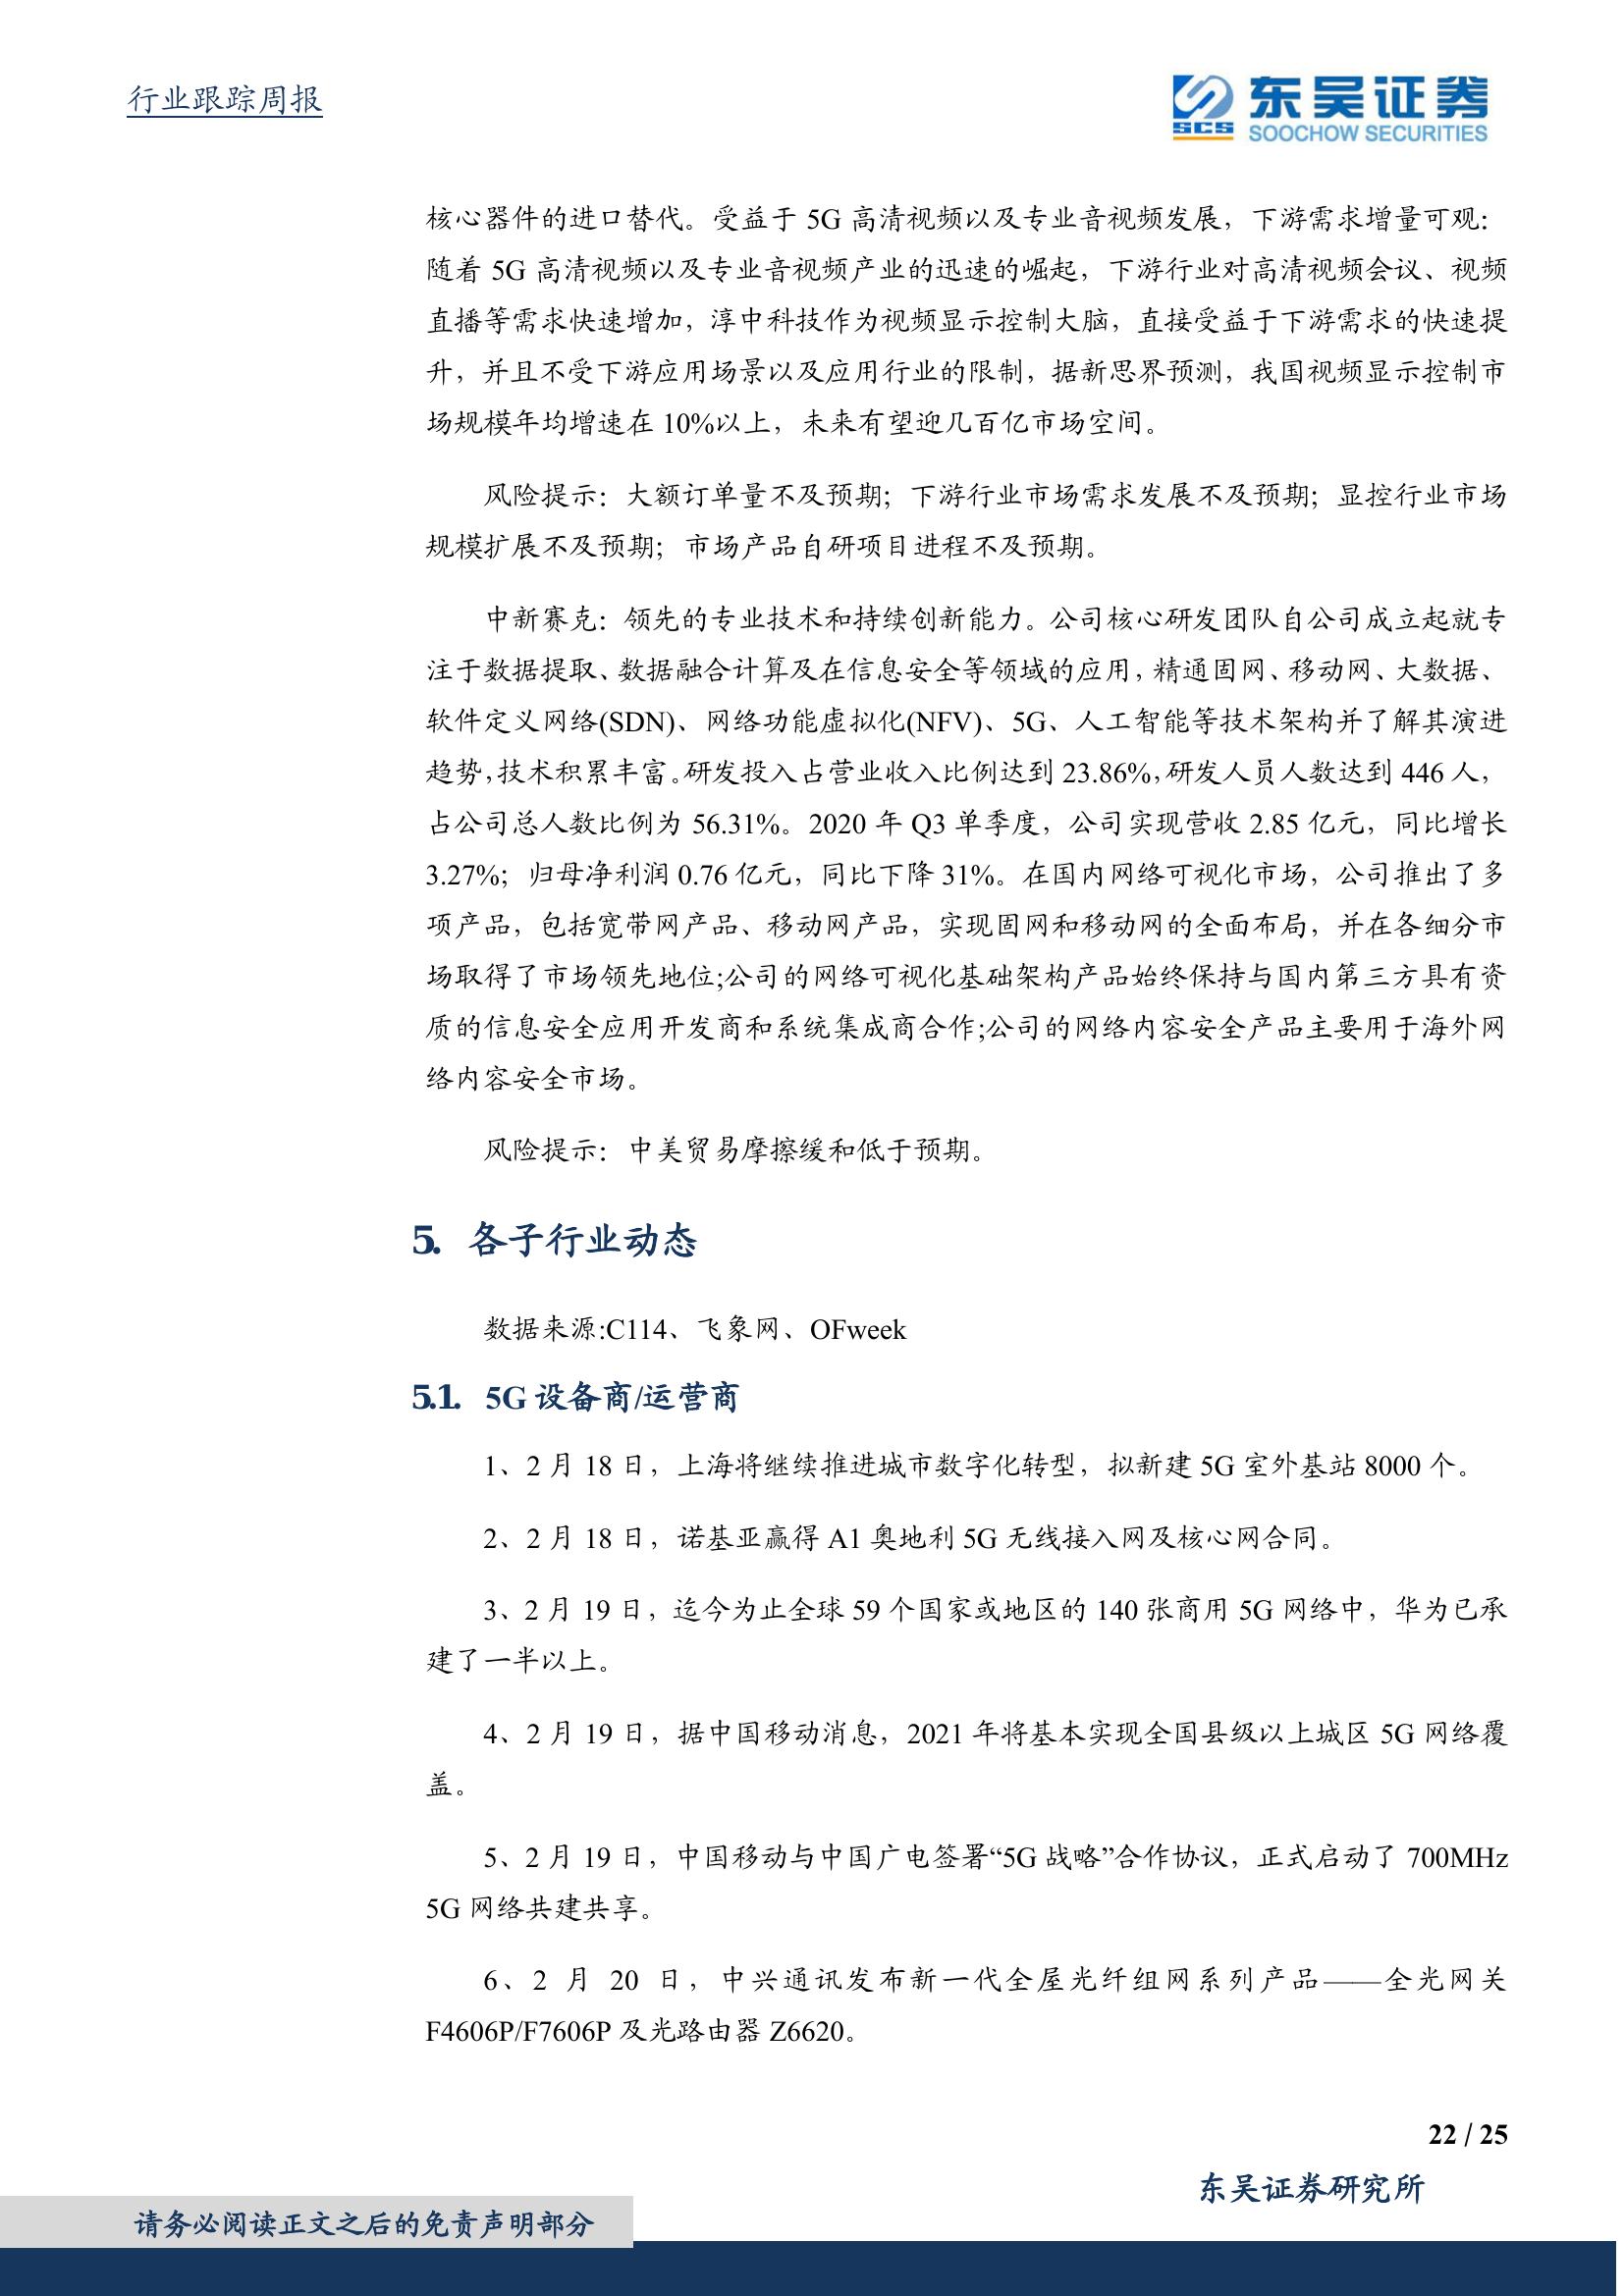 行业跟踪周报
SCS
东吴证券
SOOCHOW SECURITIES
核心器件的进口替代。受益于 5G 高清视频以及专业音视频发展，下游需求增量可观：
随着 5G 高清视频以及专业音视频产业的迅速的崛起，下游行业对高清视频会议、视频
直播等需求快速增加，淳中科技作为视频显示控制大脑，直接受益于下游需求的快速提
升，并且不受下游应用场景以及应用行业的限制，据新思界预测，我国视频显示控制市
场规模年均增速在 10%以上，未来有望迎几百亿市场空间。
风险提示：大额订单量不及预期；下游行业市场需求发展不及预期；显控行业市场
规模扩展不及预期；市场产品自研项目进程不及预期。
中新赛克：领先的专业技术和持续创新能力。公司核心研发团队自公司成立起就专
注于数据提取、数据融合计算及在信息安全等领域的应用，精通固网、移动网、大数据、
软件定义网络(SDN)、网络功能虚拟化(NFV)、5G、人工智能等技术架构并了解其演进
趋势，技术积累丰富。研发投入占营业收入比例达到 23.86%，研发人员人数达到 446 人，
占公司总人数比例为 56.31%。2020 年 Q3 单季度，公司实现营收 2.85 亿元，同比增长
3.27%；归母净利润 0.76 亿元，同比下降 31%。在国内网络可视化市场，公司推出了多
项产品，包括宽带网产品、移动网产品，实现固网和移动网的全面布局，并在各细分市
场取得了市场领先地位;公司的网络可视化基础架构产品始终保持与国内第三方具有资
质的信息安全应用开发商和系统集成商合作;公司的网络内容安全产品主要用于海外网
络内容安全市场。
风险提示：中美贸易摩擦缓和低于预期。
5. 各子行业动态
数据来源:C114、飞象网、OFweek
5.1. 5G 设备商/运营商
1、2 月 18 日，上海将继续推进城市数字化转型，拟新建 5G 室外基站 8000 个。
2、2 月 18 日，诺基亚赢得 A1 奥地利 5G 无线接入网及核心网合同。
3、2 月 19 日，迄今为止全球 59 个国家或地区的 140 张商用 5G 网络中，华为已承
建了一半以上。
4、2 月 19 日，据中国移动消息，2021 年将基本实现全国县级以上城区 5G 网络覆
盖。
5、2 月 19 日，中国移动与中国广电签署“5G 战略”合作协议，正式启动了 700MHz
5G 网络共建共享。
6、2 月 20 日，中兴通讯发布新一代全屋光纤组网系列产品——全光网关
F4606P/F7606P 及光路由器 Z6620。
22 / 25
东吴证券研究所
请务必阅读正文之后的免责声明部分